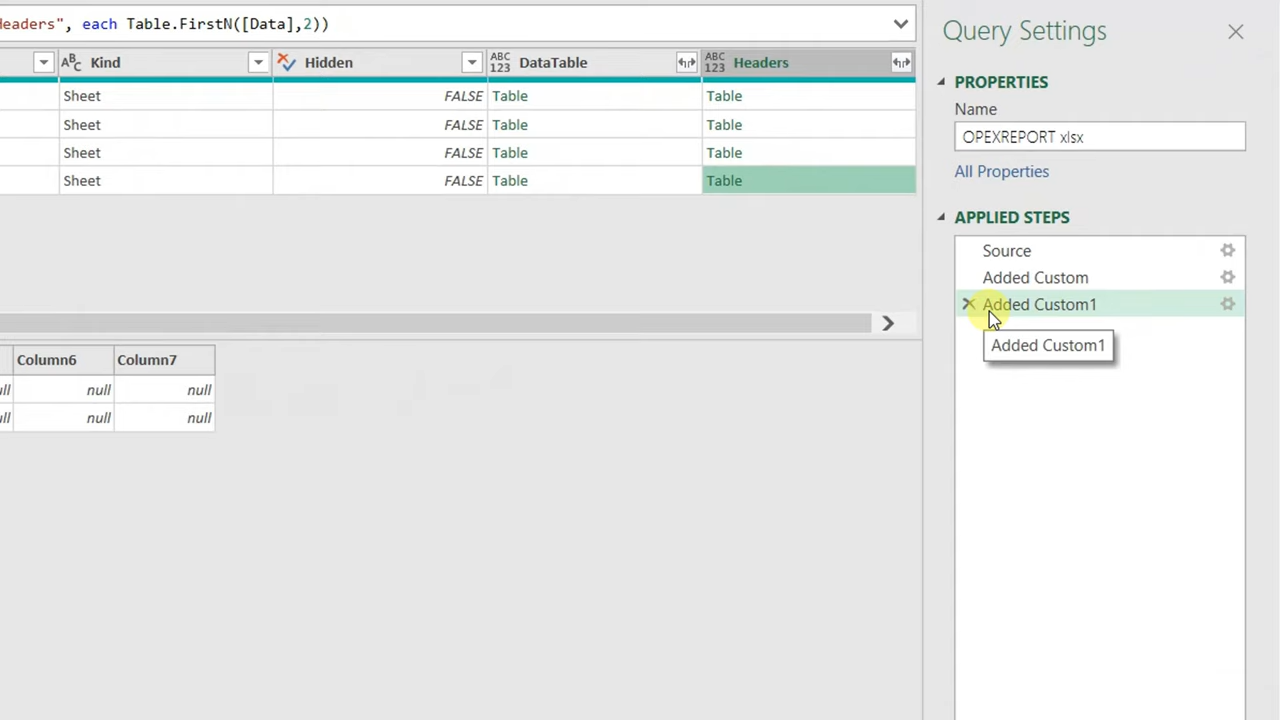 Headers", each Table.FirstN([Data],2))
Kind Hidden DataTable Headers
Sheet FALSE Table Table
Sheet FALSE Table Table
Sheet FALSE Table Table
Sheet FALSE Table Table
Column6 Column7
null null
null null
Query Settings
PROPERTIES
Name
OPEXREPORT xlsx
All Properties
APPLIED STEPS
Source
Added Custom
Added Custom1
Added Custom1